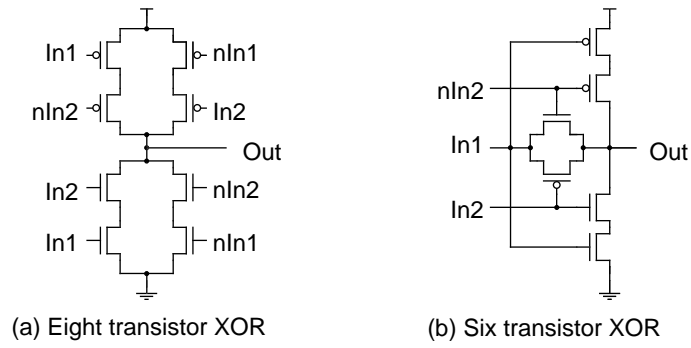 In1
nIn1
nIn2
In2
Out
In2
nIn2
In1
nIn1
(a) Eight transistor XOR
nIn2
In1
Out
In2
(b) Six transistor XOR